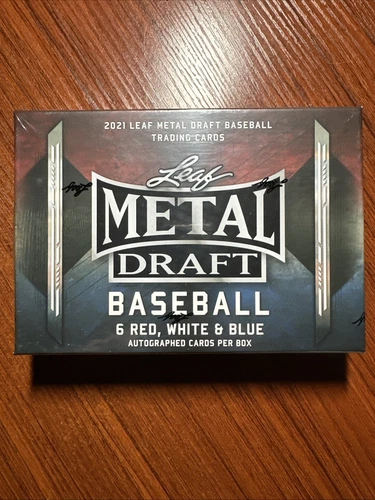 2021 LEAF METAL DRAFT BASEBALL
TRADING CARDS
Leaf
METAL
DRAFT
BASEBALL
6 RED, WHITE & BLUE
AUTOGRAPHED CARDS PER BOX